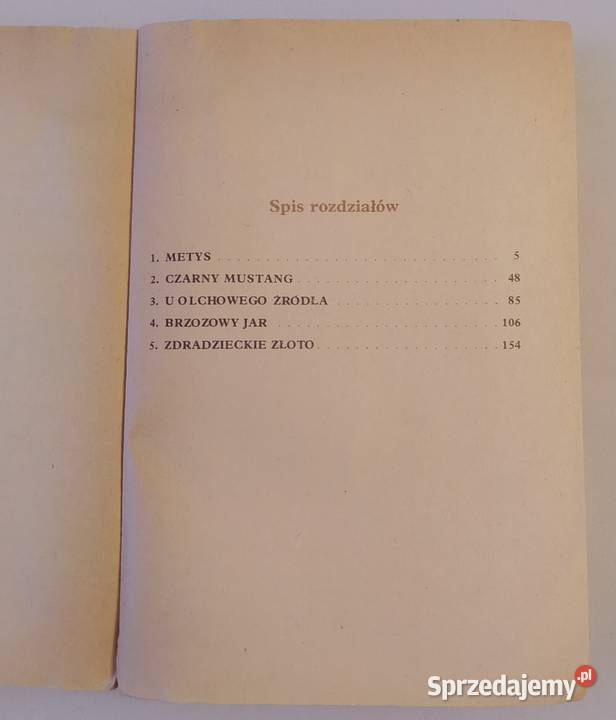 Spis rozdziałów
1. METYS . . . . . . . . . . . . . . . . . . . . . . . . 5
2. CZARNY MUSTANG . . . . . . . . . . . . . . . . . 48
3. U OLCHOWEGO ŹRÓDŁA . . . . . . . . . . . . . . 85
4. BRZOZOWY JAR . . . . . . . . . . . . . . . . . . . 106
5. ZDRADZIECKIE ZŁOTO . . . . . . . . . . . . . . . 154
Sprzedajemy.pl